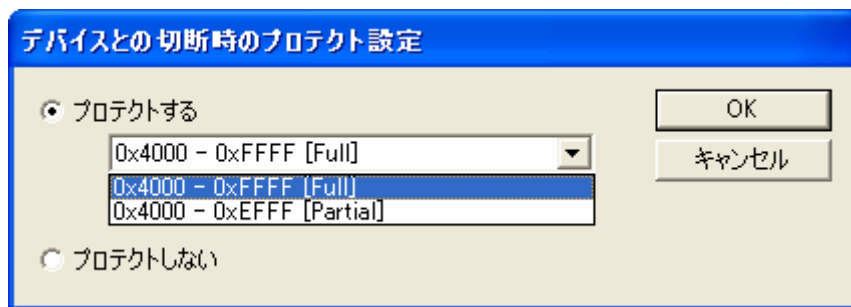 デバイスとの切断時のプロテクト設定
プロテクトする
OK
0x4000 - 0xFFFF [Full]
キャンセル
0x4000 - 0xFFFF [Full]
0x4000 - 0xEFFF [Partial]
プロテクトしない